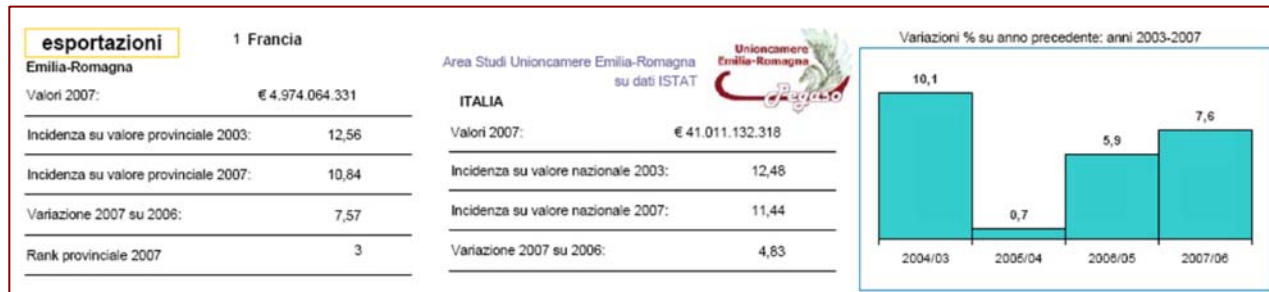 esportazioni
1 Francia
Emilia-Romagna
Valori 2007: € 4.974.064.331
Incidenza su valore provinciale 2003: 12,56
Incidenza su valore provinciale 2007: 10,84
Variazione 2007 su 2006: 7,57
Rank provinciale 2007 3
Area Studi Unioncamere Emilia-Romagna
su dati ISTAT
Unioncamere
Emilia-Romagna
Pegaso
ITALIA
Valori 2007: € 41.011.132.318
Incidenza su valore nazionale 2003: 12,48
Incidenza su valore nazionale 2007: 11,44
Variazione 2007 su 2006: 4,83
Variazioni % su anno precedente: anni 2003-2007
10,1
0,7
5,9
7,6
2004/03 2005/04 2006/05 2007/06